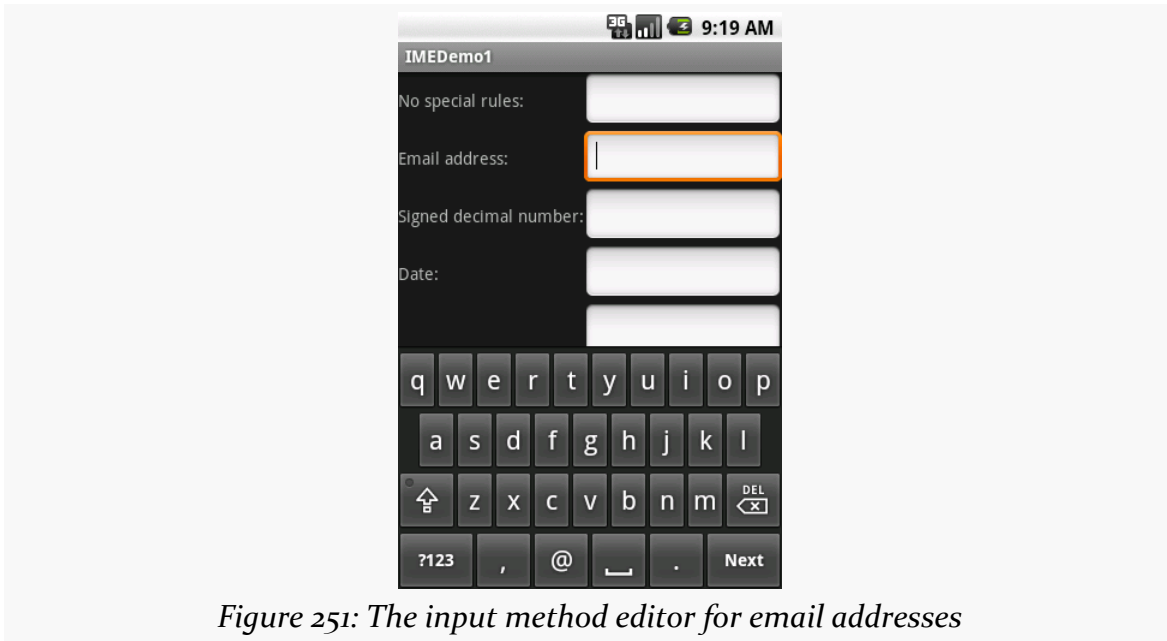 3G 9:19 AM
IMEDemo1
No special rules:
Email address:
Signed decimal number:
Date:
q w e r t y u i o p
a s d f g h j k l
z x c v b n m DEL
?123 , @ . Next
Figure 251: The input method editor for email addresses